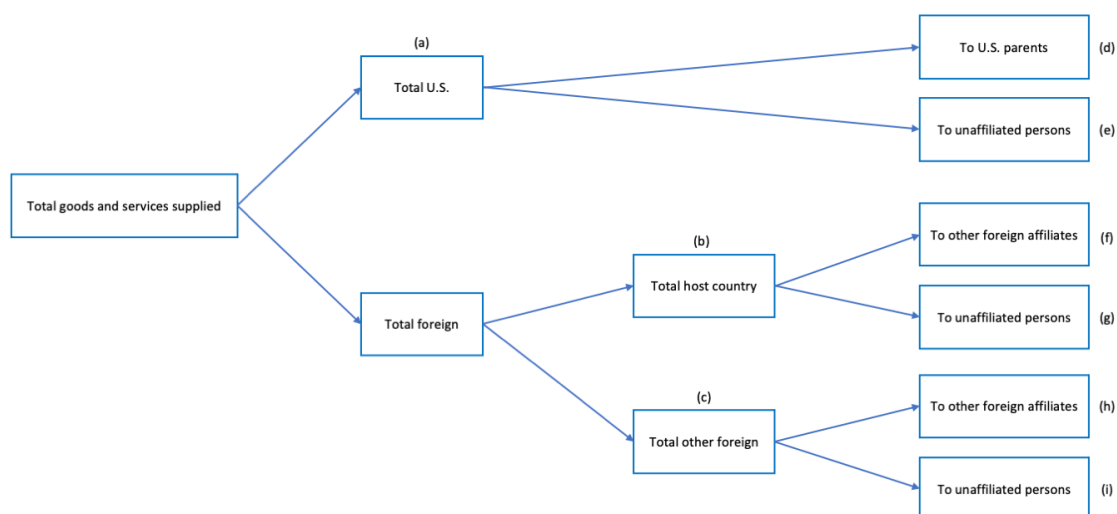 (a)
Total U.S.
To U.S. parents
(d)
To unaffiliated persons
(e)
Total goods and services supplied
(b)
Total host country
To other foreign affiliates
(f)
To unaffiliated persons
(g)
Total foreign
(c)
Total other foreign
To other foreign affiliates
(h)
To unaffiliated persons
(i)